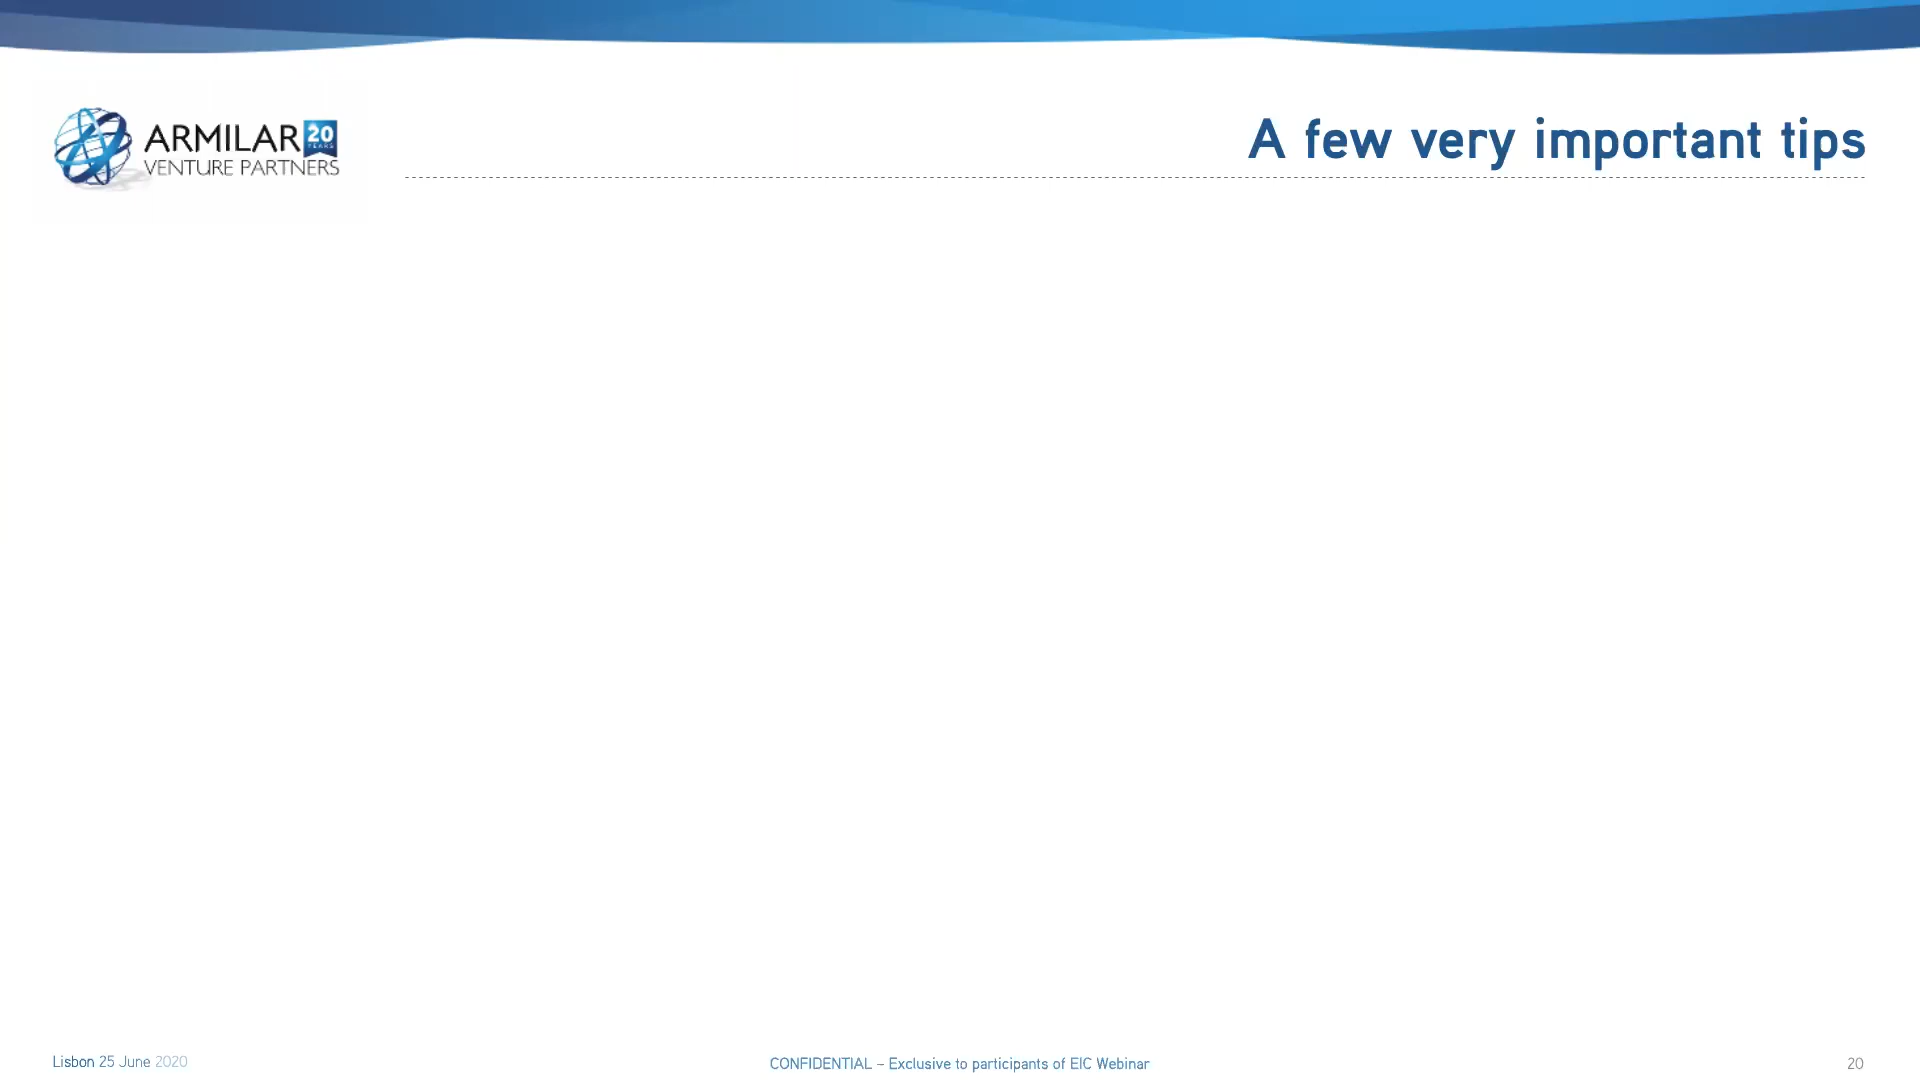 ARMILAR 20
YEARS
VENTURE PARTNERS
A few very important tips
Lisbon 25 June 2020
CONFIDENTIAL – Exclusive to participants of EIC Webinar
20